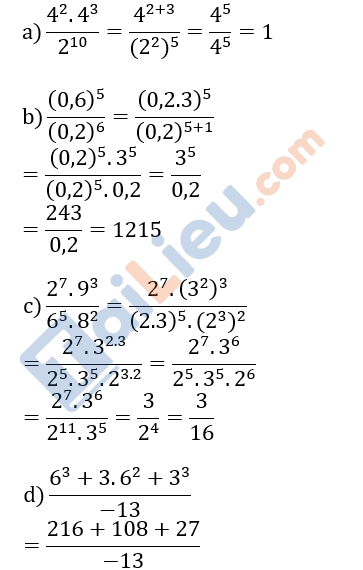 a) \frac{4^2.4^3}{2^{10}} = \frac{4^{2+3}}{(2^2)^5} = \frac{4^5}{4^5} = 1
b) \frac{(0,6)^5}{(0,2)^6} = \frac{(0,2.3)^5}{(0,2)^{5+1}}
= \frac{(0,2)^5.3^5}{(0,2)^5.0,2} = \frac{3^5}{0,2}
= \frac{243}{0,2} = 1215
c) \frac{2^7.9^3}{6^5.8^2} = \frac{2^7.(3^2)^3}{(2.3)^5.(2^3)^2}
= \frac{2^7.3^{2.3}}{2^5.3^5.2^{3.2}} = \frac{2^7.3^6}{2^5.3^5.2^6}
= \frac{2^7.3^6}{2^{11}.3^5} = \frac{3}{2^4} = \frac{3}{16}
d) \frac{6^3 + 3.6^2 + 3^3}{-13}
= \frac{216 + 108 + 27}{-13}
TaiLieu.com